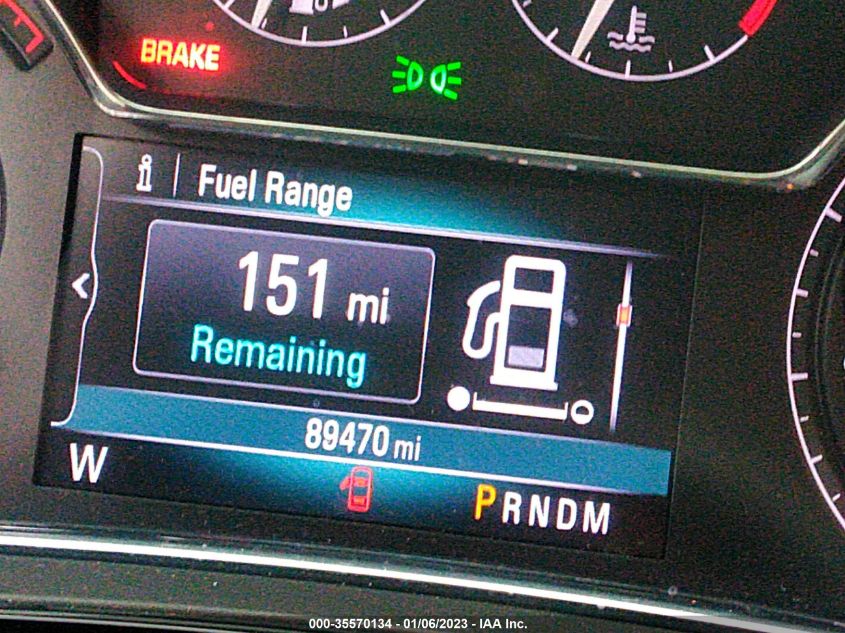 BRAKE
i Fuel Range
151 mi
Remaining
89470 mi
W
PRNDM
000-35570134 - 01/06/2023 - IAA Inc.